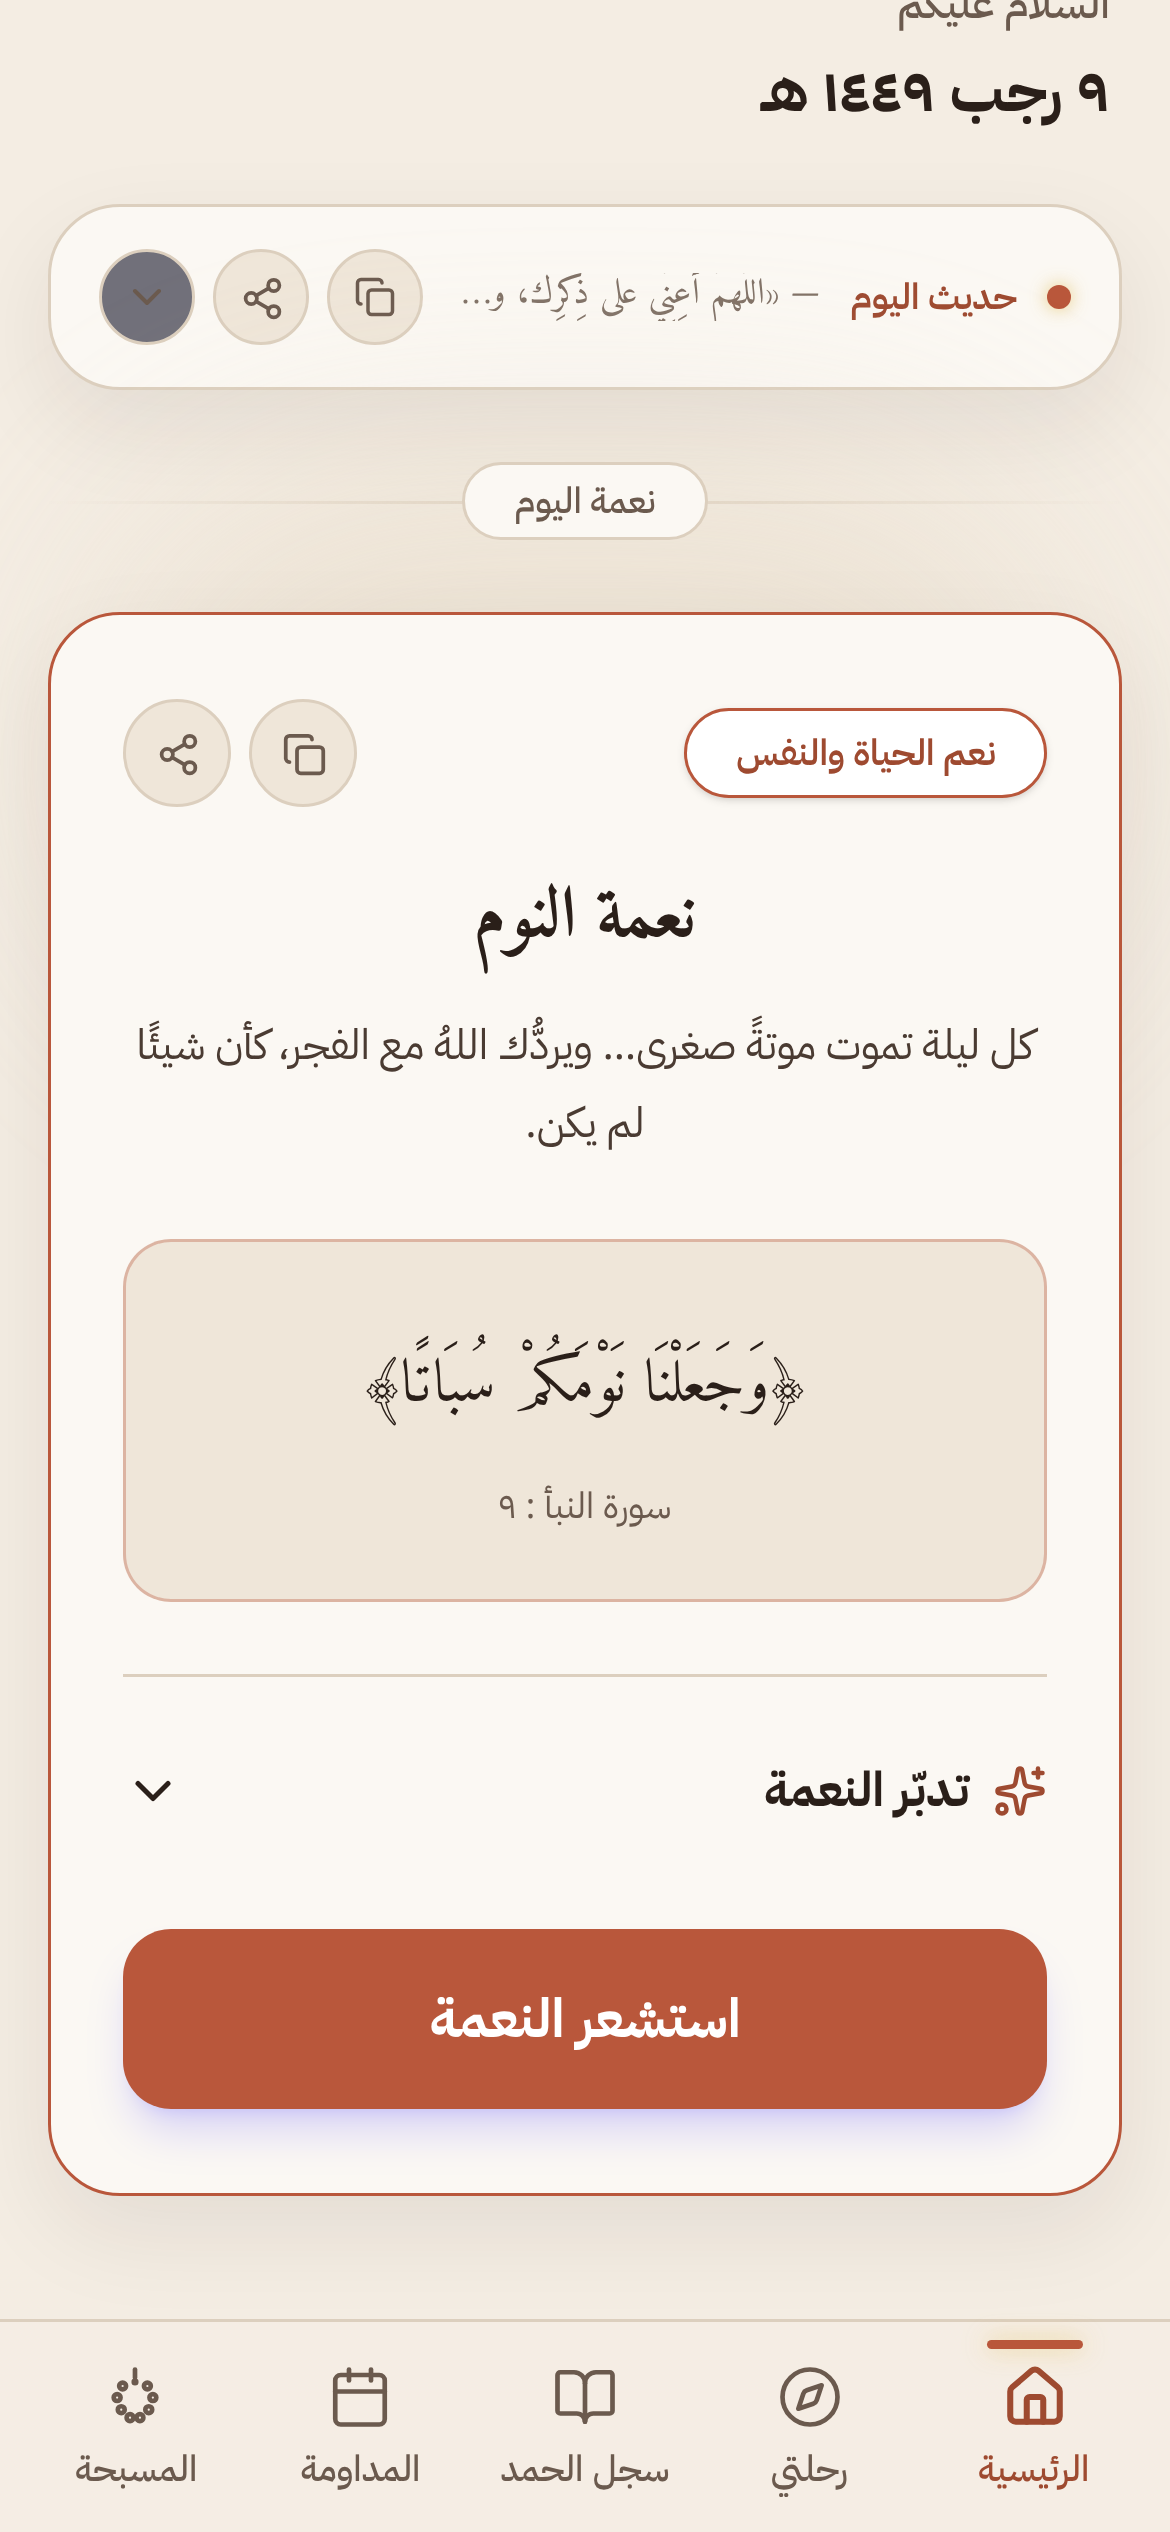 السلام عليكم
٩ رجب ١٤٤٩ هـ
حديث اليوم — «اللهم أعِنِّي على ذِكرِك، و...
نعمة اليوم
نعم الحياة والنفس
نعمة النوم
كل ليلة تموت موتةً صغرى... ويردُّك اللهُ مع الفجر، كأن شيئًا
لم يكن.
﴿وَجَعَلْنَا نَوْمَكُمْ سُبَاتًا﴾
سورة النبأ : ٩
تدبّر النعمة
استشعر النعمة
الرئيسية
رحلتي
سجل الحمد
المداومة
المسبحة